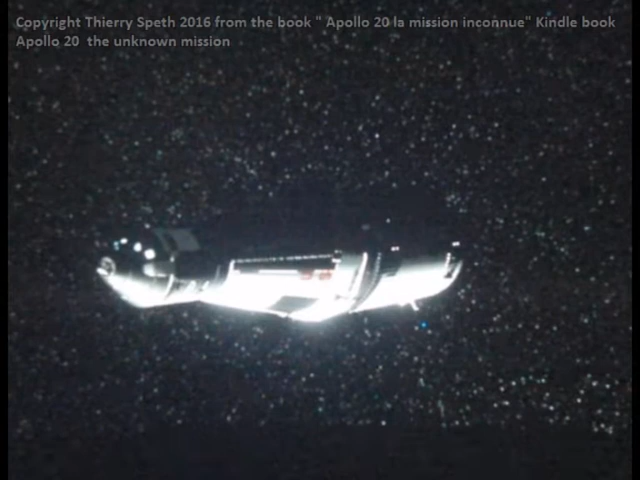 Copyright Thierry Speth 2016 from the book " Apollo 20 la mission inconnue" Kindle book
Apollo 20  the unknown mission